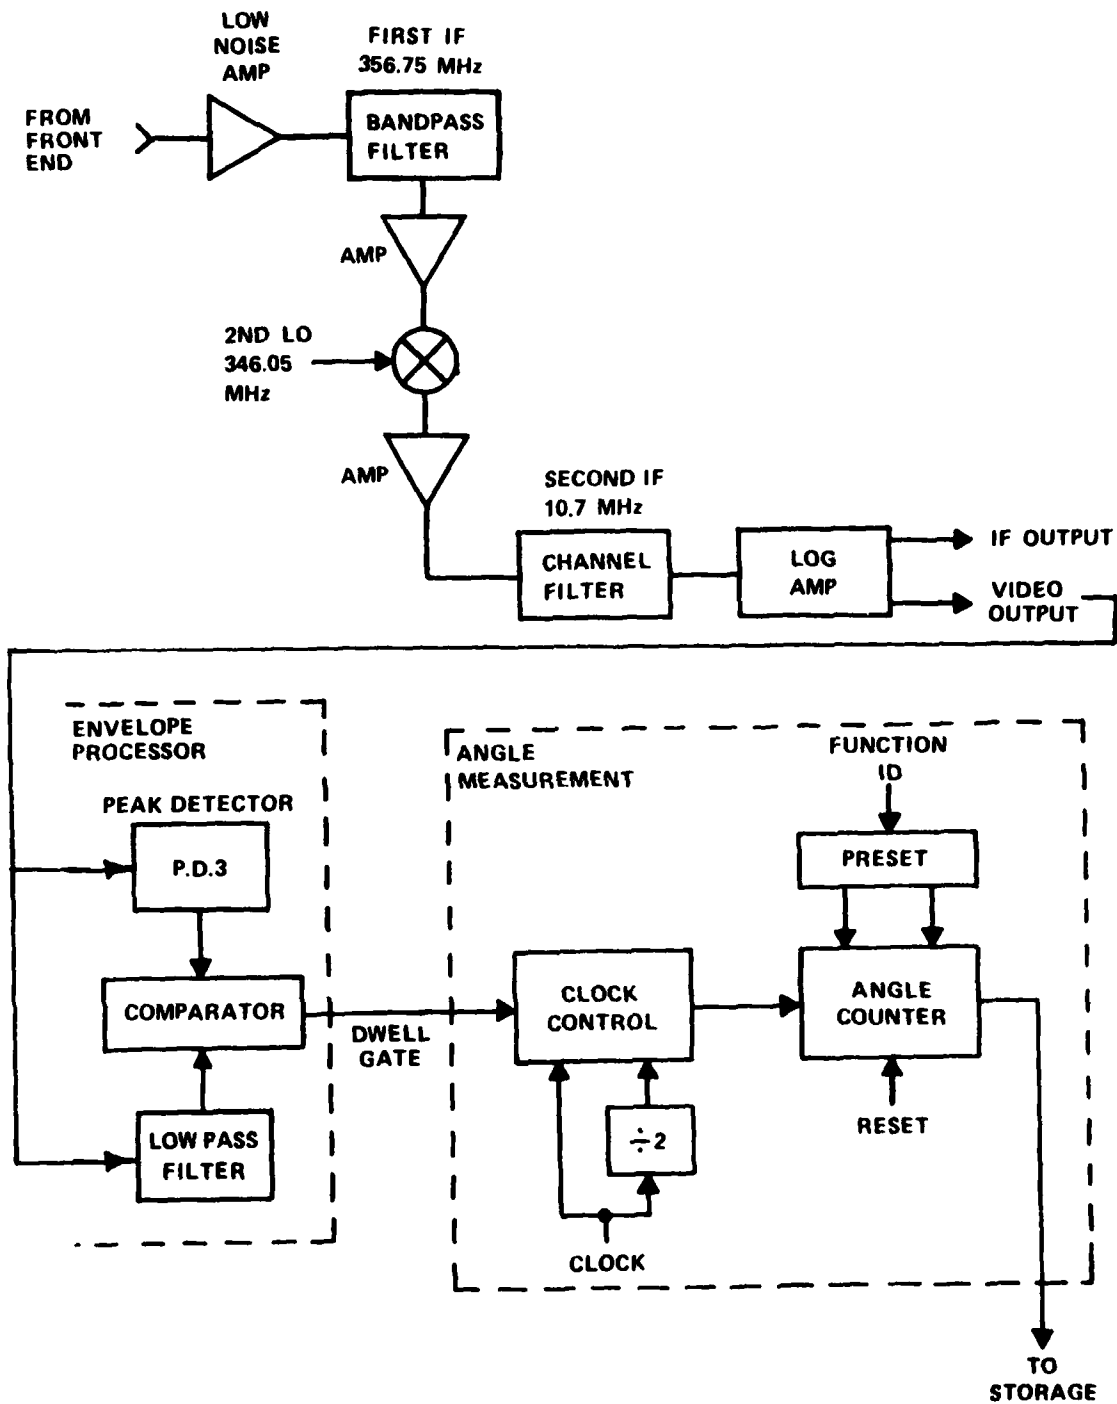 LOW
NOISE
AMP
FIRST IF
356.75 MHz
FROM
FRONT
END
BANDPASS
FILTER
AMP
2ND LO
346.05
MHz
AMP
SECOND IF
10.7 MHz
CHANNEL
FILTER
LOG
AMP
IF OUTPUT
VIDEO
OUTPUT
ENVELOPE
PROCESSOR
PEAK DETECTOR
P.D.3
COMPARATOR
LOW PASS
FILTER
DWELL
GATE
ANGLE
MEASUREMENT
FUNCTION
ID
PRESET
CLOCK
CONTROL
ANGLE
COUNTER
RESET
÷2
CLOCK
TO
STORAGE